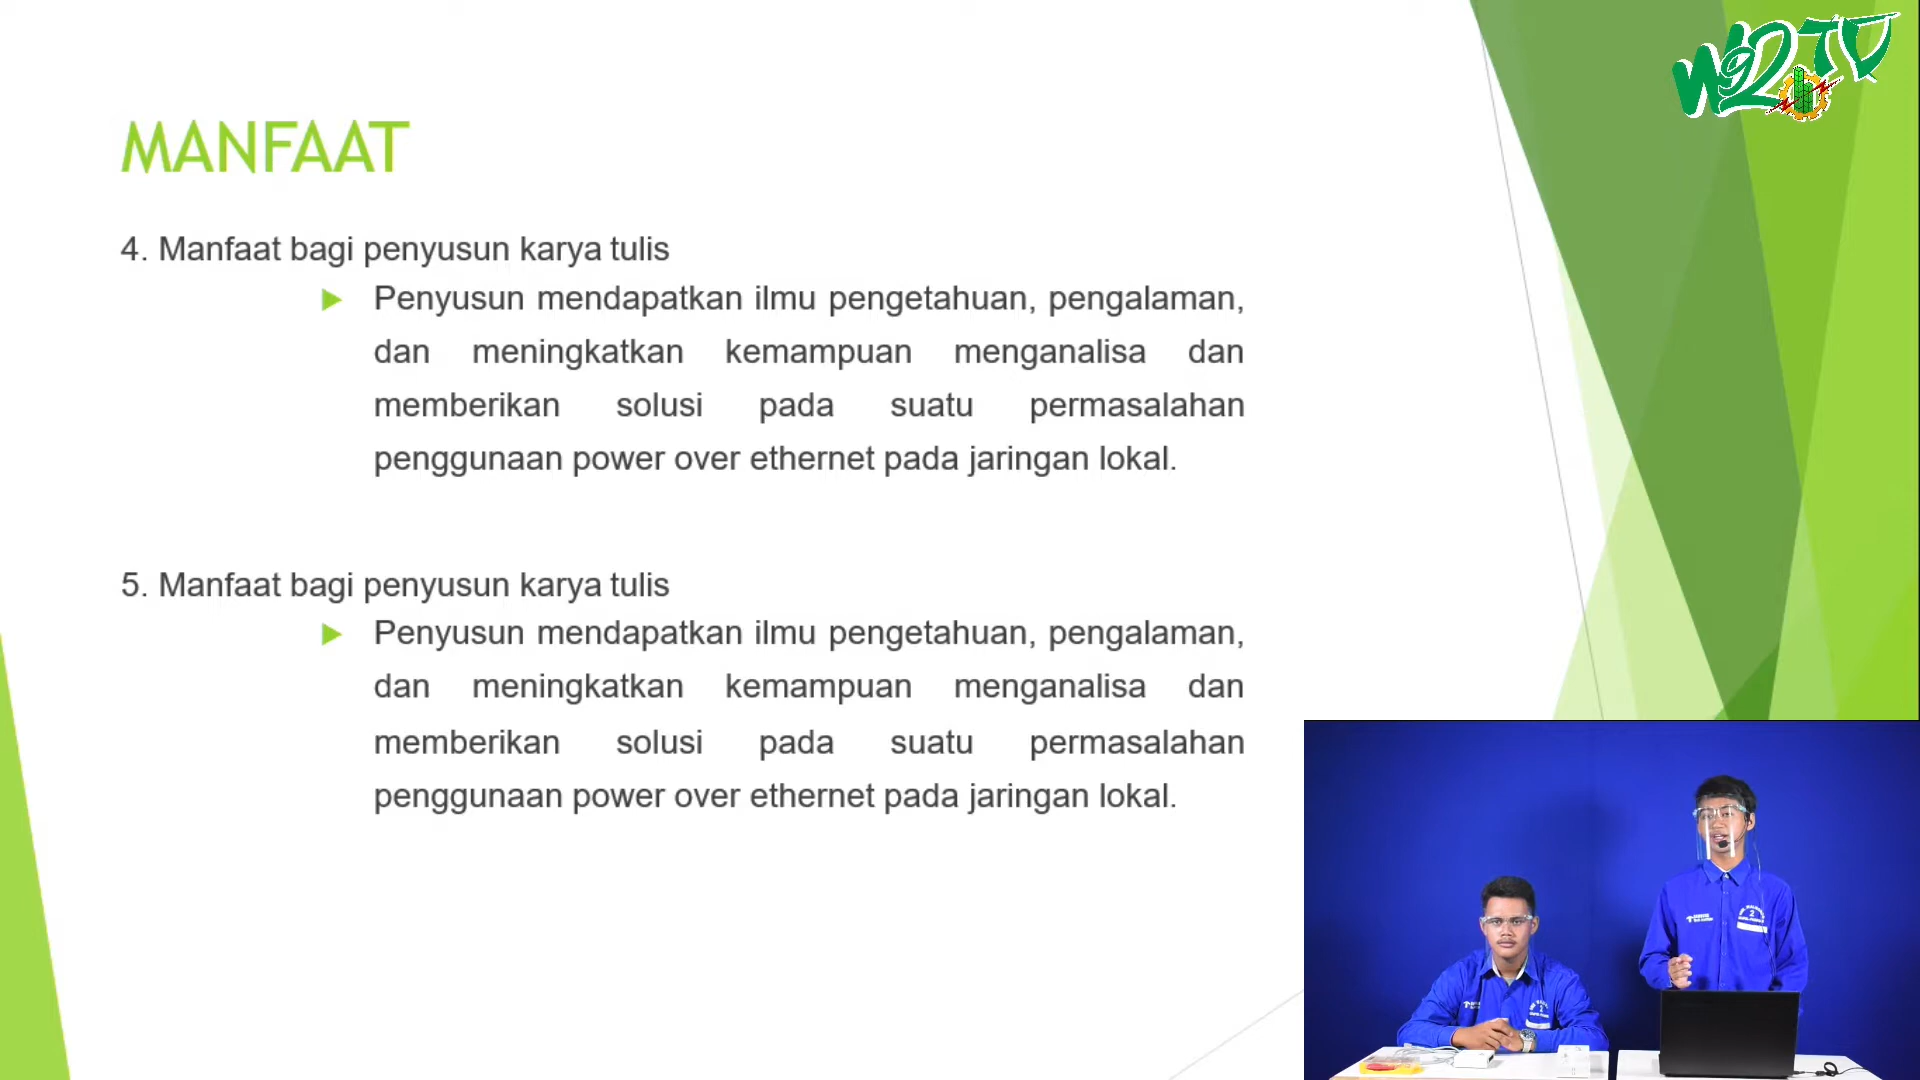 W92TV
MANFAAT
4. Manfaat bagi penyusun karya tulis
Penyusun mendapatkan ilmu pengetahuan, pengalaman,
dan meningkatkan kemampuan menganalisa dan
memberikan solusi pada suatu permasalahan
penggunaan power over ethernet pada jaringan lokal.
5. Manfaat bagi penyusun karya tulis
Penyusun mendapatkan ilmu pengetahuan, pengalaman,
dan meningkatkan kemampuan menganalisa dan
memberikan solusi pada suatu permasalahan
penggunaan power over ethernet pada jaringan lokal.
2
2